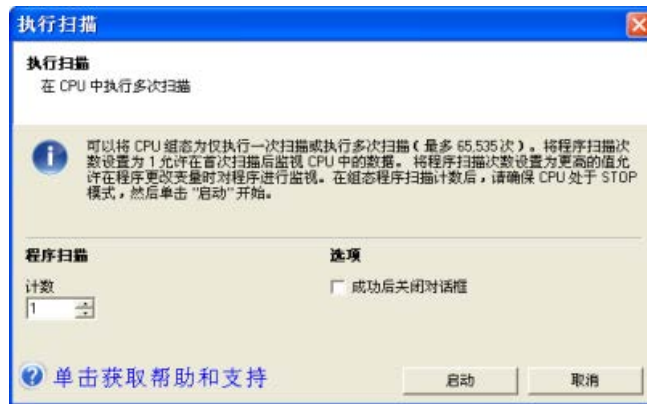 执行扫描
执行扫描
在 CPU 中执行多次扫描
可以将 CPU 组态为仅执行一次扫描或执行多次扫描（最多 65,535次）。将程序扫描次
数设置为 1 允许在首次扫描后监视 CPU 中的数据。 将程序扫描次数设置为更高的值允
许在程序更改变量时对程序进行监视。在组态程序扫描计数后，请确保 CPU 处于 STOP
模式，然后单击 "启动" 开始。
程序扫描 选项
计数 成功后关闭对话框
1
单击获取帮助和支持 启动 取消